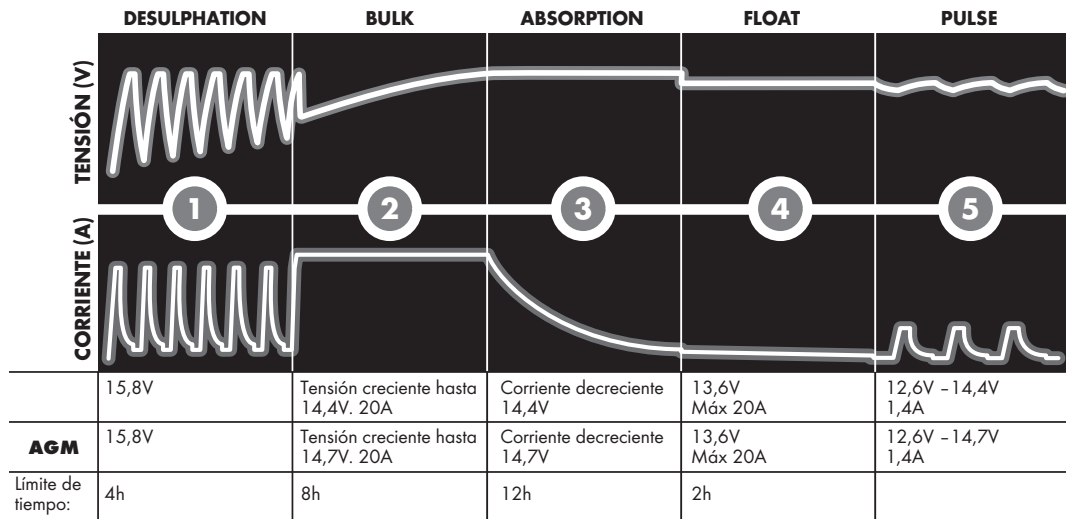 DESULPHATION BULK ABSORPTION FLOAT PULSE
TENSIÓN (V)
1 2 3 4 5
CORRIENTE (A)
15,8V Tensión creciente hasta Corriente decreciente 13,6V 12,6V – 14,4V
14,4V. 20A 14,4V Máx 20A 1,4A
AGM 15,8V Tensión creciente hasta Corriente decreciente 13,6V 12,6V – 14,7V
14,7V. 20A 14,7V Máx 20A 1,4A
Límite de
tiempo: 4h 8h 12h 2h